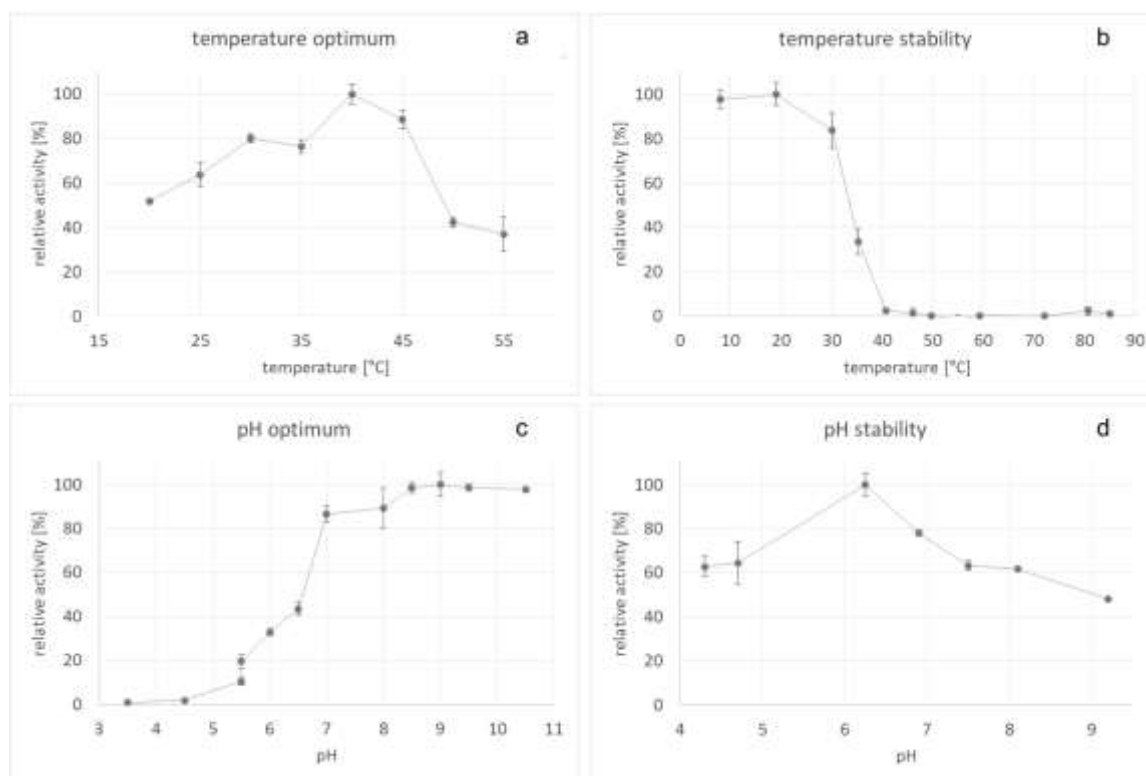 temperature optimum a
relative activity [%]
100
80
60
40
20
0
15 25 35 45 55
temperature [°C]
temperature stability b
relative activity [%]
100
80
60
40
20
0
0 10 20 30 40 50 60 70 80 90
temperature [°C]
pH optimum c
relative activity [%]
100
80
60
40
20
0
3 4 5 6 7 8 9 10 11
pH
pH stability d
relative activity [%]
100
80
60
40
20
0
4 5 6 7 8 9
pH